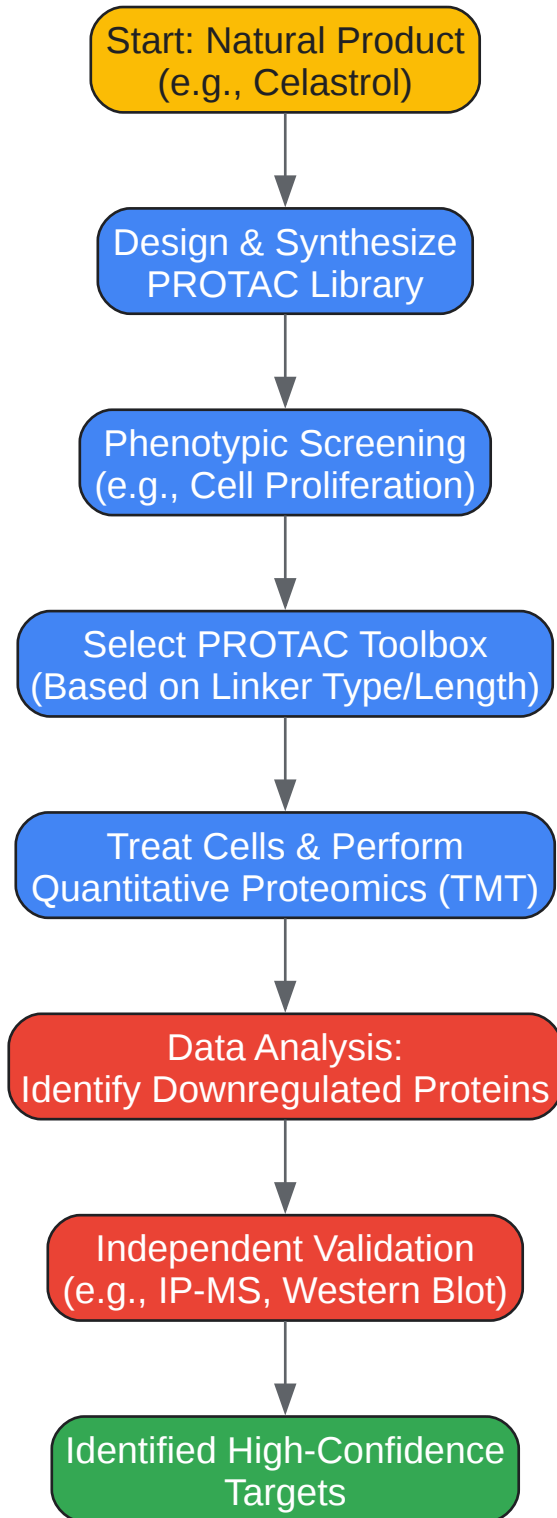 Start: Natural Product
(e.g., Celastrol)
Design & Synthesize
PROTAC Library
Phenotypic Screening
(e.g., Cell Proliferation)
Select PROTAC Toolbox
(Based on Linker Type/Length)
Treat Cells & Perform
Quantitative Proteomics (TMT)
Data Analysis:
Identify Downregulated Proteins
Independent Validation
(e.g., IP-MS, Western Blot)
Identified High-Confidence
Targets